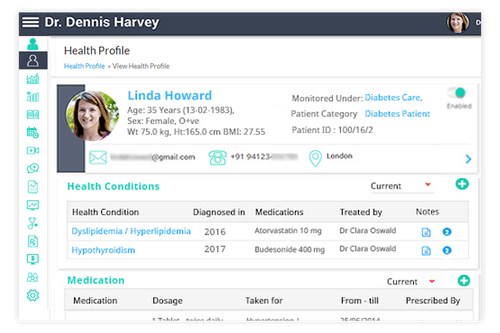 Dr. Dennis Harvey
Health Profile
Health Profile » View Health Profile
Linda Howard
Age: 35 Years (13-02-1983),
Sex: Female, O+ve
Wt 75.0 kg, Ht:165.0 cm BMI: 27.55
Monitored Under: Diabetes Care,
Patient Category Diabetes Patient
Patient ID : 100/16/2
Enabled
@gmail.com +91 94123 London
Health Conditions Current
Health Condition Diagnosed in Medications Treated by Notes
Dyslipidemia / Hyperlipidemia 2016 Atorvastatin 10 mg Dr Clara Oswald 2
Hypothyroidism 2017 Budesonide 400 mg Dr Clara Oswald 2
Medication Current
Medication Dosage Taken for From - till Prescribed By
1 Tablet twice daily Hypertension I 25/06/2014